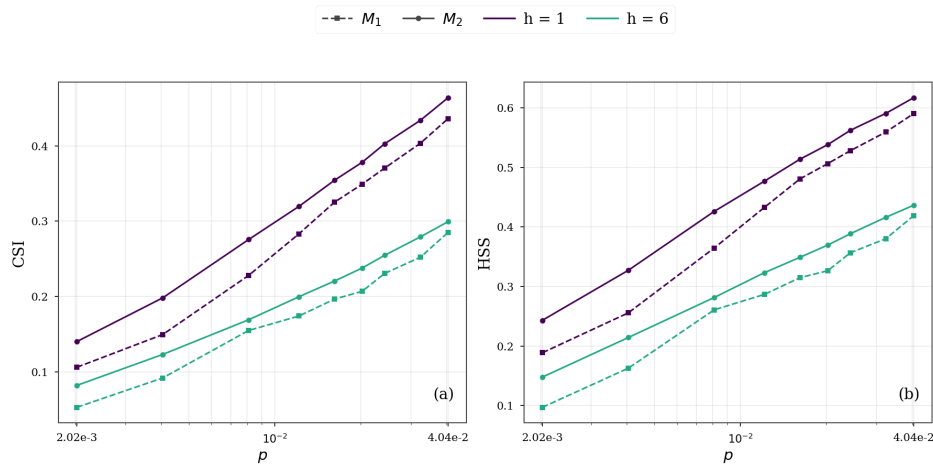 M₁ M₂ h = 1 h = 6
CSI
0.4
0.3
0.2
0.1
(a)
2.02e-3 10⁻² 4.04e-2
p
HSS
0.6
0.5
0.4
0.3
0.2
0.1
(b)
2.02e-3 10⁻² 4.04e-2
p